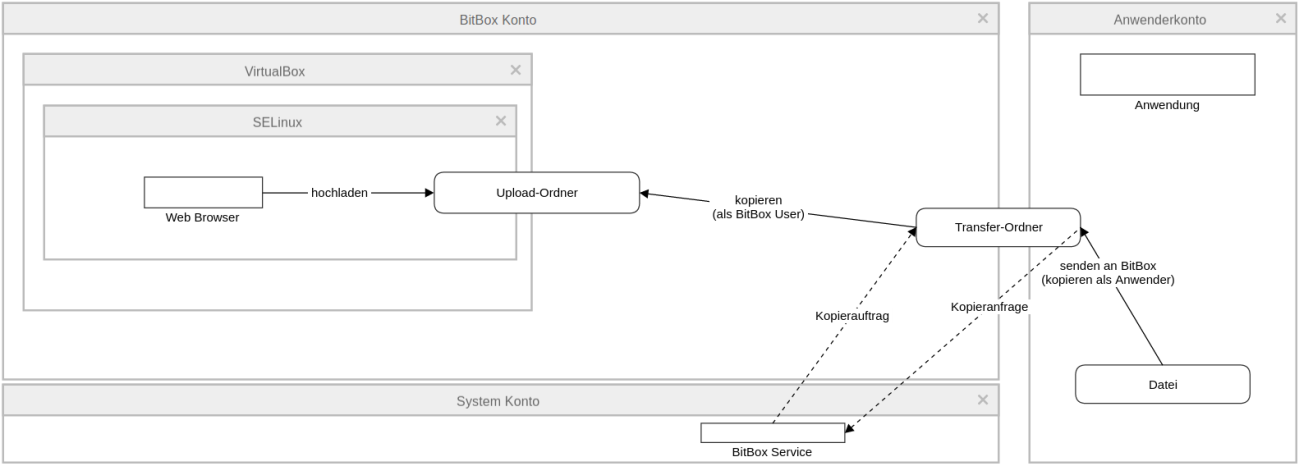 BitBox Konto
Anwenderkonto
VirtualBox
SELinux
Anwendung
hochladen
Upload-Ordner
Web Browser
kopieren
(als BitBox User)
Transfer-Ordner
senden an BitBox
(kopieren als Anwender)
Kopierauftrag
Kopieranfrage
Datei
System Konto
BitBox Service